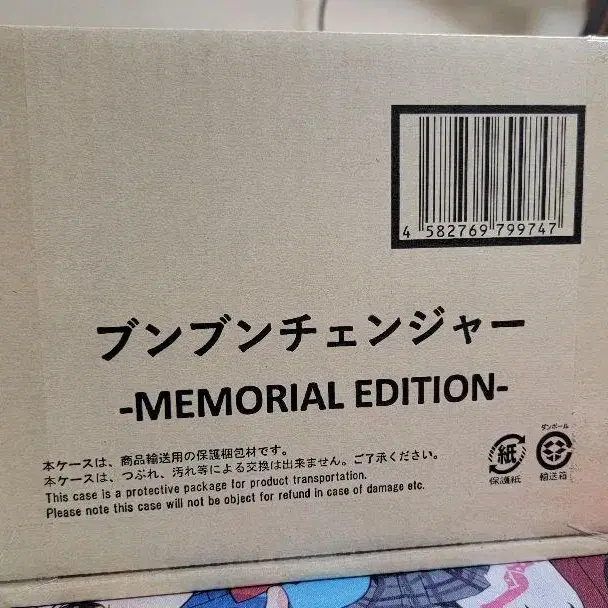 4 582769 799747
ブンブンチェンジャー
-MEMORIAL EDITION-
本ケースは、商品輸送用の保護梱包材です。
本ケースは、つぶれ、汚れ等による交換は出来ません。ご了承ください。
This case is a protective package for product transportation.
Please note this case will not be object for refund in case of damage etc.
紙
保護紙
ダンボール
輸送箱